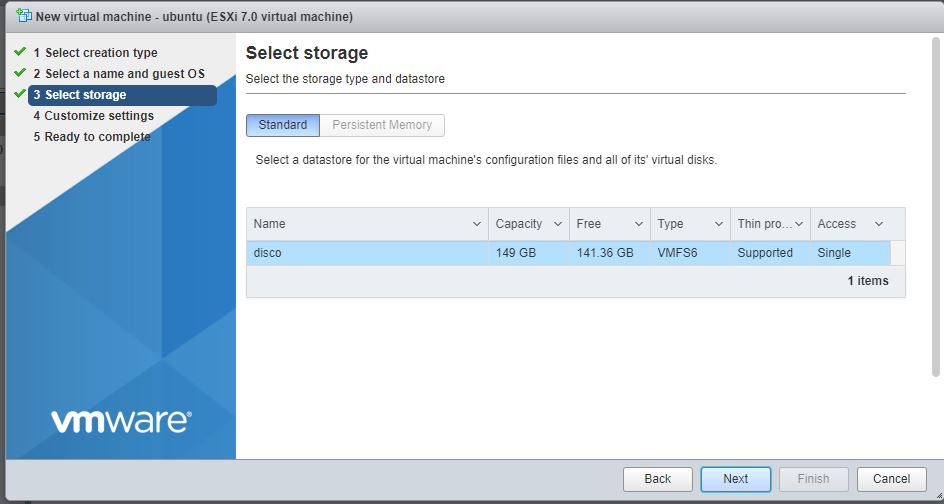 New virtual machine - ubuntu (ESXi 7.0 virtual machine)
1 Select creation type
2 Select a name and guest OS
3 Select storage
4 Customize settings
5 Ready to complete
vmware®
Select storage
Select the storage type and datastore
Standard Persistent Memory
Select a datastore for the virtual machine's configuration files and all of its' virtual disks.
Name Capacity Free Type Thin pro... Access
disco 149 GB 141.36 GB VMFS6 Supported Single
1 items
Back Next Finish Cancel